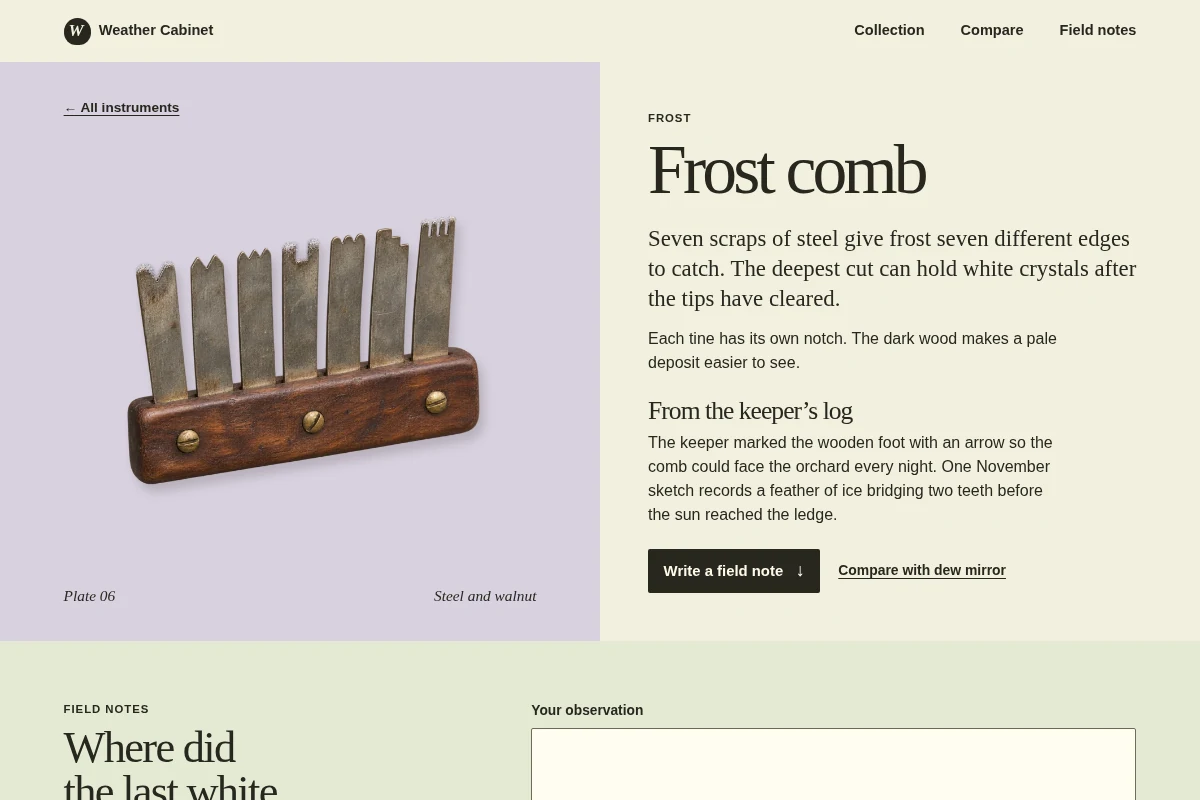 W Weather Cabinet
Collection Compare Field notes
← All instruments
FROST
Frost comb
Seven scraps of steel give frost seven different edges
to catch. The deepest cut can hold white crystals after
the tips have cleared.
Each tine has its own notch. The dark wood makes a pale
deposit easier to see.
From the keeper’s log
The keeper marked the wooden foot with an arrow so the
comb could face the orchard every night. One November
sketch records a feather of ice bridging two teeth before
the sun reached the ledge.
Write a field note ↓
Compare with dew mirror
Plate 06
Steel and walnut
FIELD NOTES
Where did
the last white
Your observation